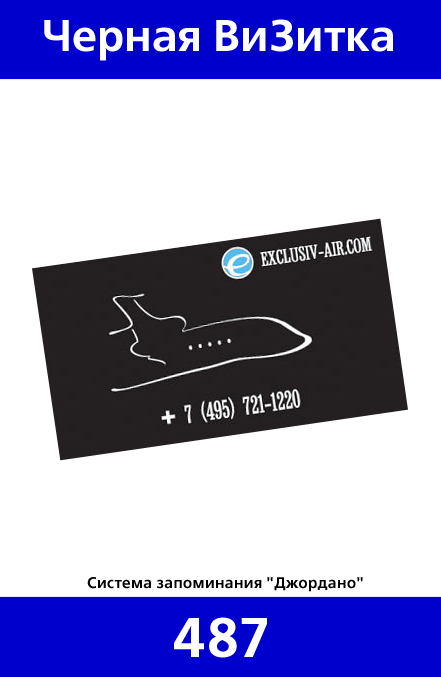 Черная ВиЗитка
e EXCLUSIV-AIR.COM
+ 7 (495) 721-1220
Система запоминания "Джордано"
487